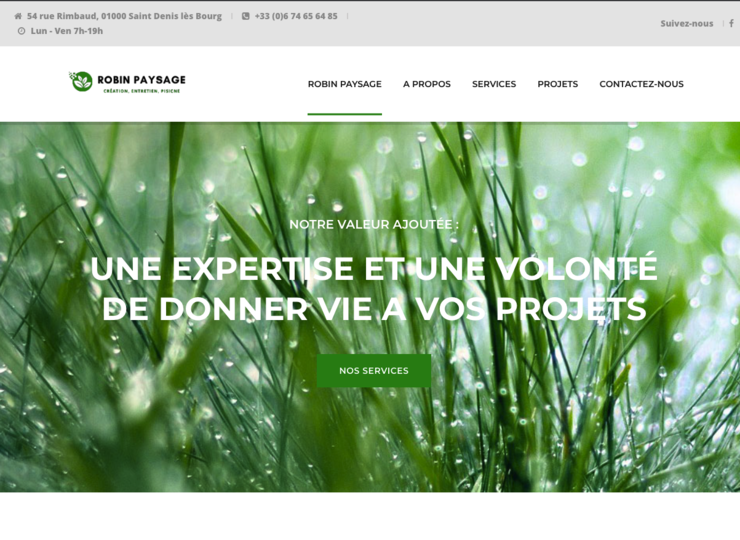 54 rue Rimbaud, 01000 Saint Denis lès Bourg
+33 (0)6 74 65 64 85
Lun - Ven 7h-19h
Suivez-nous
ROBIN PAYSAGE
CRÉATION, ENTRETIEN, PISICNE
ROBIN PAYSAGE
A PROPOS
SERVICES
PROJETS
CONTACTEZ-NOUS
NOTRE VALEUR AJOUTÉE :
UNE EXPERTISE ET UNE VOLONTÉ
DE DONNER VIE A VOS PROJETS
NOS SERVICES